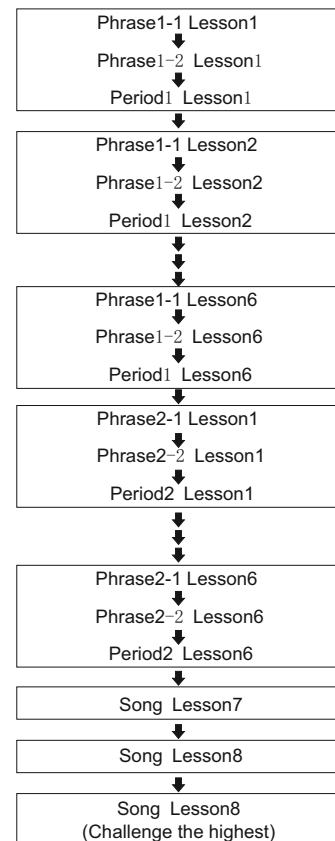 Phrase1-1 Lesson1
Phrase1-2 Lesson1
Period1 Lesson1
Phrase1-1 Lesson2
Phrase1-2 Lesson2
Period1 Lesson2
Phrase1-1 Lesson6
Phrase1-2 Lesson6
Period1 Lesson6
Phrase2-1 Lesson1
Phrase2-2 Lesson1
Period2 Lesson1
Phrase2-1 Lesson6
Phrase2-2 Lesson6
Period2 Lesson6
Song Lesson7
Song Lesson8
Song Lesson8
(Challenge the highest)